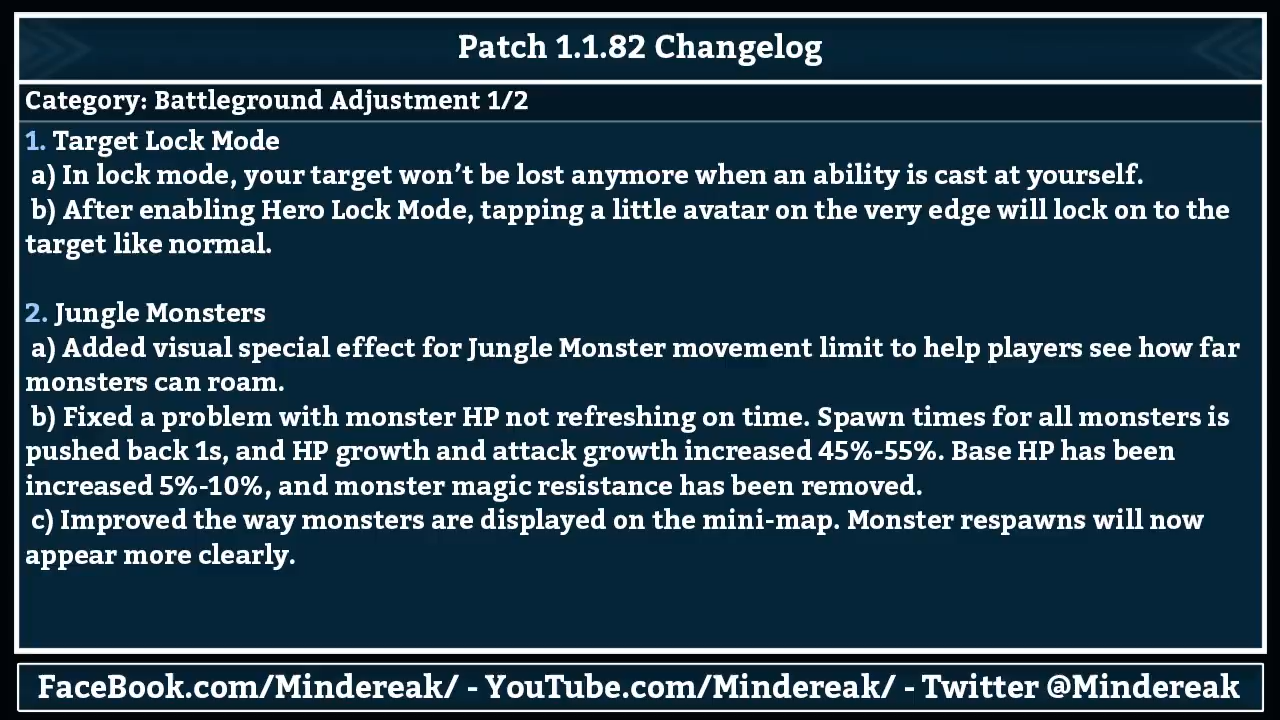 Patch 1.1.82 Changelog
Category: Battleground Adjustment 1/2
1. Target Lock Mode
a) In lock mode, your target won’t be lost anymore when an ability is cast at yourself.
b) After enabling Hero Lock Mode, tapping a little avatar on the very edge will lock on to the
target like normal.
2. Jungle Monsters
a) Added visual special effect for Jungle Monster movement limit to help players see how far
monsters can roam.
b) Fixed a problem with monster HP not refreshing on time. Spawn times for all monsters is
pushed back 1s, and HP growth and attack growth increased 45%-55%. Base HP has been
increased 5%-10%, and monster magic resistance has been removed.
c) Improved the way monsters are displayed on the mini-map. Monster respawns will now
appear more clearly.
FaceBook.com/Mindereak/ - YouTube.com/Mindereak/ - Twitter @Mindereak